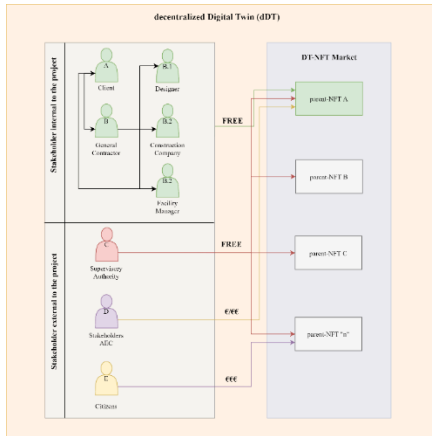 decentralized Digital Twin (dDT)
Stakeholder internal to the project
A
Client
B.1
Designer
B
General
Contractor
B.2
Construction
Company
B.2
Facility
Manager
FREE
Stakeholder external to the project
C
Supervisory
Authority
FREE
D
Stakeholders
AEC
€/€€
E
Citizens
€€€
DT-NFT Market
parent-NFT A
parent-NFT B
parent-NFT C
parent-NFT "n"